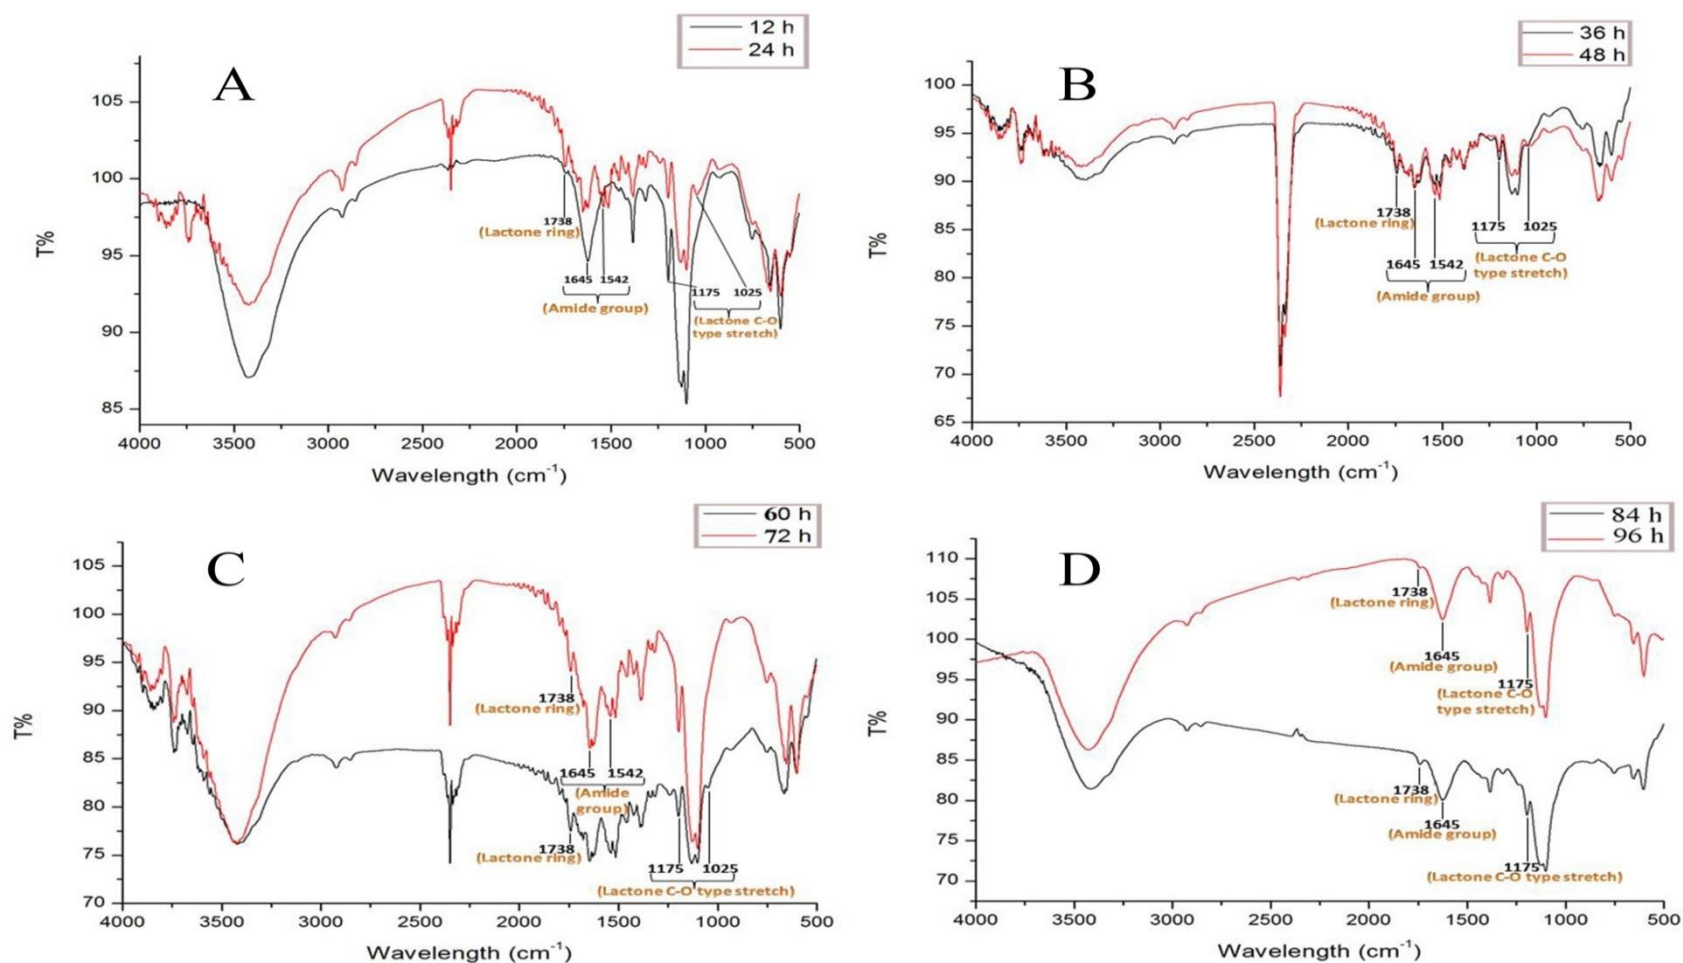 12 h
24 h
A
105
100
95
90
85
T%
1738
(Lactone ring)
1645 1542
(Amide group)
1175 1025
(Lactone C-O
type stretch)
4000 3500 3000 2500 2000 1500 1000 500
Wavelength (cm-1)
36 h
48 h
B
100
95
90
85
80
75
70
65
T%
1738
(Lactone ring)
1645 1542
(Amide group)
1175 1025
(Lactone C-O
type stretch)
4000 3500 3000 2500 2000 1500 1000 500
Wavelength (cm-1)
60 h
72 h
C
105
100
95
90
85
80
75
70
T%
1738
(Lactone ring)
1645 1542
(Amide
group)
1738
(Lactone ring)
1175 1025
(Lactone C-O type stretch)
4000 3500 3000 2500 2000 1500 1000 500
Wavelength (cm-1)
84 h
96 h
D
110
105
100
95
90
85
80
75
70
T%
1738
(Lactone ring)
1645
(Amide group)
1175
(Lactone C-O
type stretch)
1738
(Lactone ring)
1645
(Amide group)
1175
(Lactone C-O type stretch)
4000 3500 3000 2500 2000 1500 1000 500
Wavelength (cm-1)